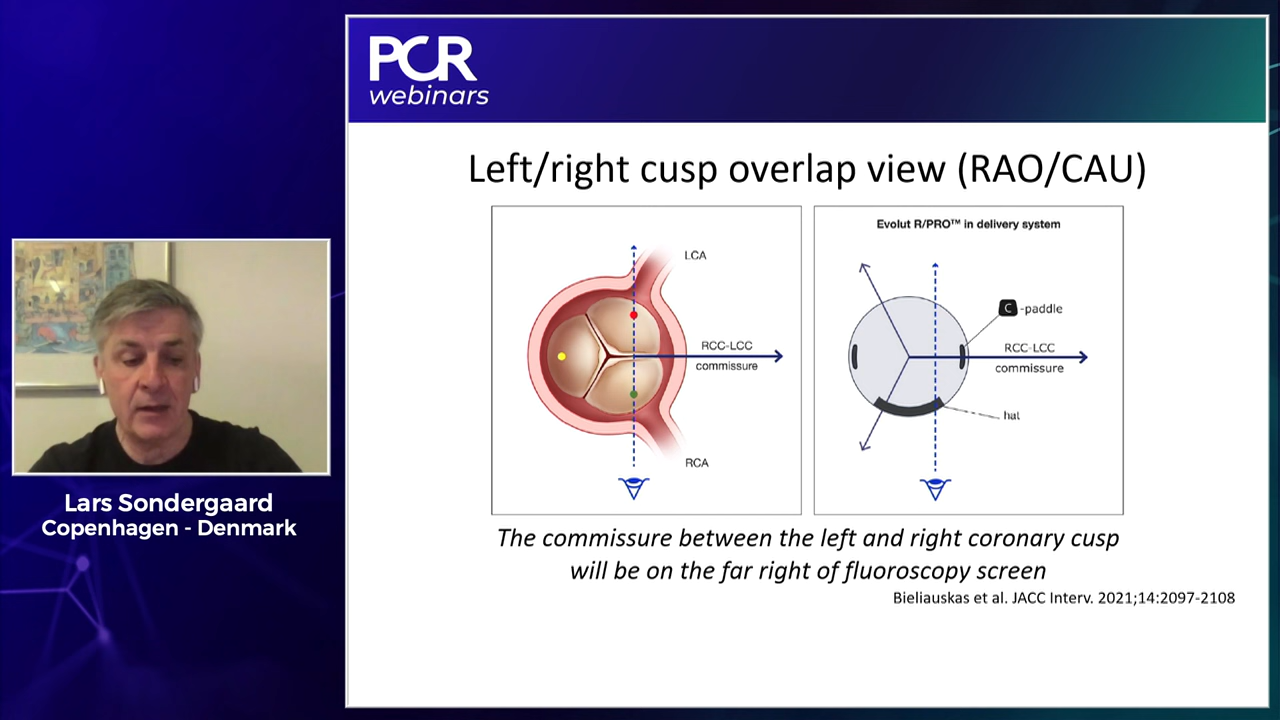 PCR
webinars
Left/right cusp overlap view (RAO/CAU)
LCA
RCC-LCC
commissure
RCA
Evolut R/PRO™ in delivery system
C -paddle
RCC-LCC
commissure
hat
The commissure between the left and right coronary cusp
will be on the far right of fluoroscopy screen
Bieliauskas et al. JACC Interv. 2021;14:2097-2108
Lars Sondergaard
Copenhagen - Denmark